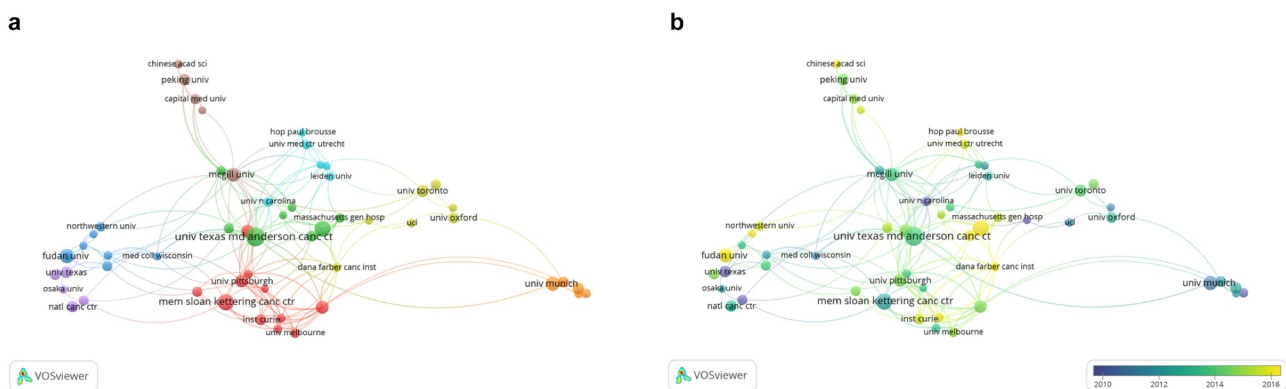 a
chinese acad sci
peking univ
capital med univ
hop paul brousse
univ med ctr utrecht
mcgill univ
leiden univ
univ toronto
univ n carolina
massachusetts gen hosp
univ oxford
ucl
northwestern univ
univ texas md anderson canc ct
fudan univ
med coll wisconsin
dana farber canc inst
univ texas
univ pittsburgh
osaka univ
univ munich
natl canc ctr
mem sloan kettering canc ctr
inst curie
univ melbourne
VOSviewer
b
chinese acad sci
peking univ
capital med univ
hop paul brousse
univ med ctr utrecht
mcgill univ
leiden univ
univ toronto
univ n carolina
massachusetts gen hosp
univ oxford
ucl
northwestern univ
univ texas md anderson canc ct
fudan univ
med coll wisconsin
dana farber canc inst
univ texas
univ pittsburgh
osaka univ
univ munich
natl canc ctr
mem sloan kettering canc ctr
inst curie
univ melbourne
VOSviewer
2010 2012 2014 2016